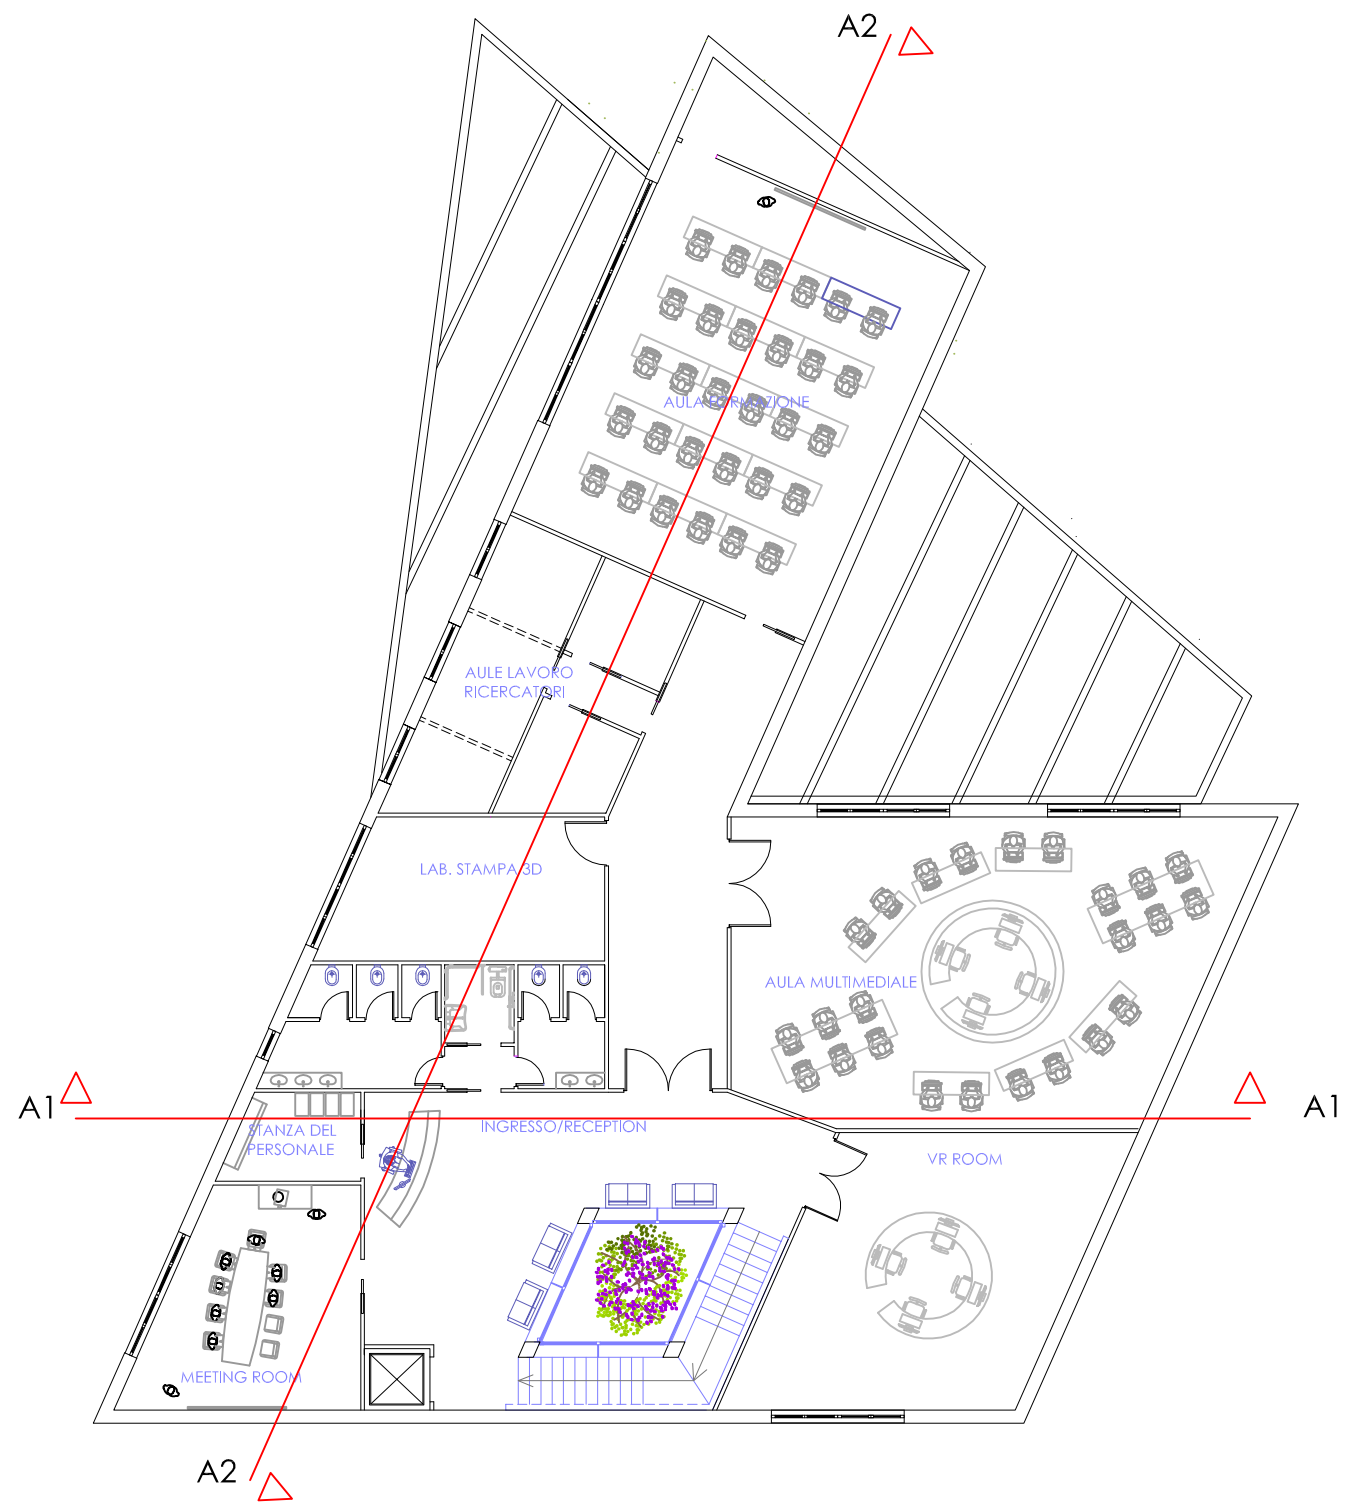 A2
AULA FORMAZIONE
AULE LAVORO
RICERCATORI
LAB. STAMPA 3D
AULA MULTIMEDIALE
A1
A1
STANZA DEL
PERSONALE
INGRESSO/RECEPTION
VR ROOM
MEETING ROOM
A2